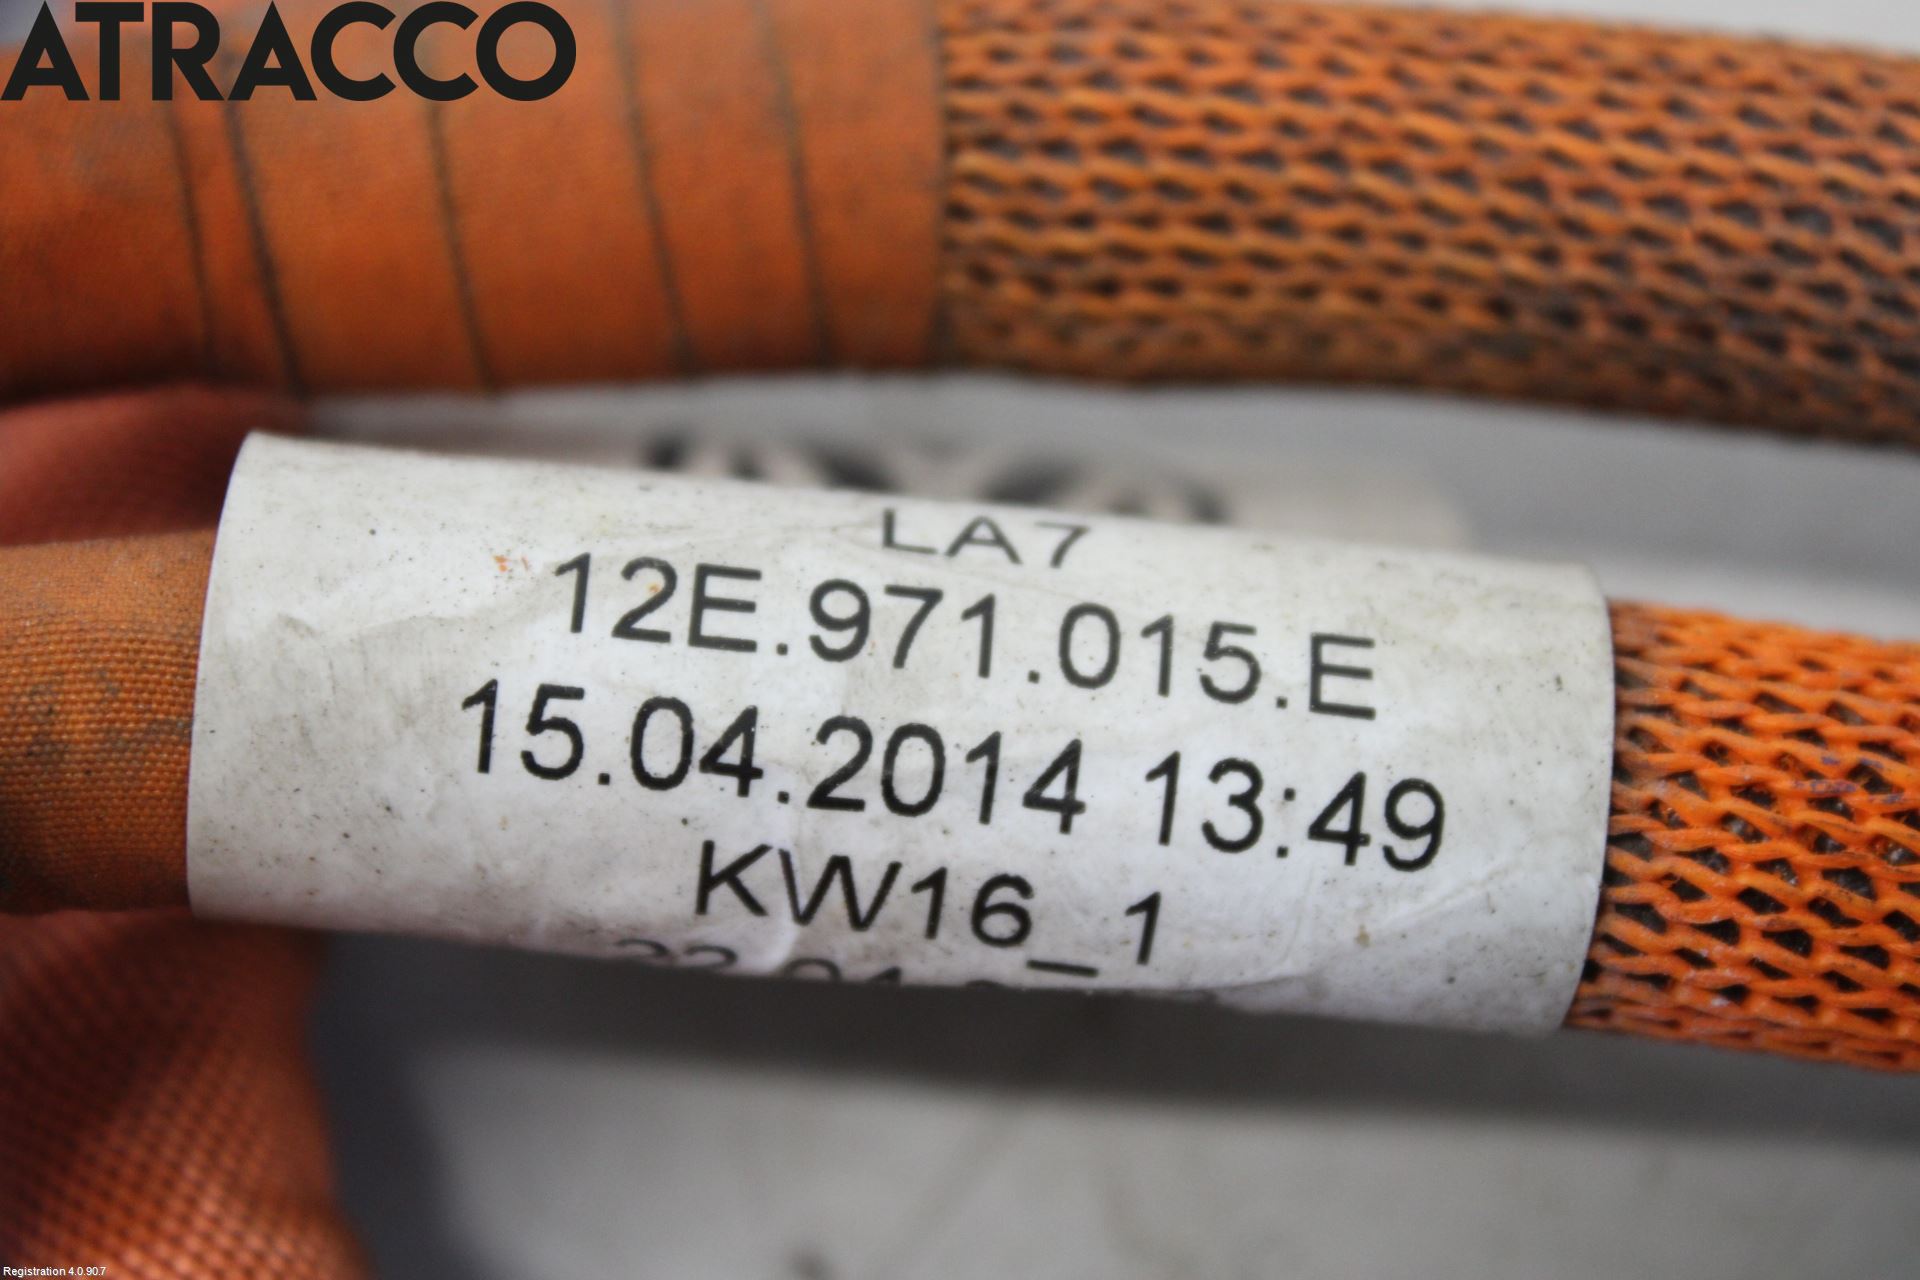 ATRACCO
LA7
12E.971.015.E
15.04.2014 13:49
KW16_1
Registration 4.0.90.7